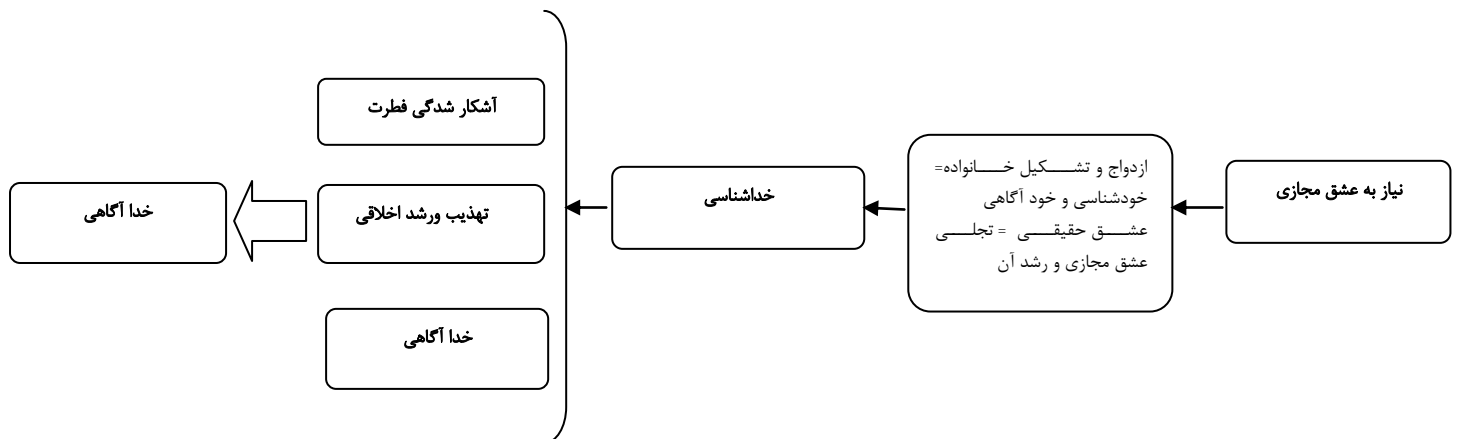 نیاز به عشق مجازی
ازدواج و تشکیل خانواده=
خودشناسی و خود آگاهی
عشق حقیقی = تجلی
عشق مجازی و رشد آن
خداشناسی
آشکار شدگی فطرت
تهذیب ورشد اخلاقی
خدا آگاهی
خدا آگاهی